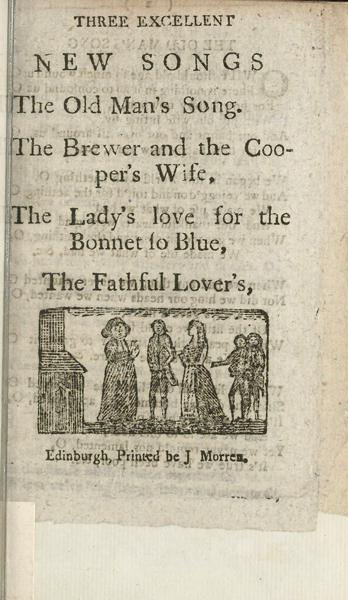 THREE EXCELLENT
NEW SONGS
The Old Man's Song.
The Brewer and the Coo-
per's Wife,
The Lady's love for the
Bonnet so Blue,
The Fathful Lover's,
Edinburgh, Printed be J Morren.